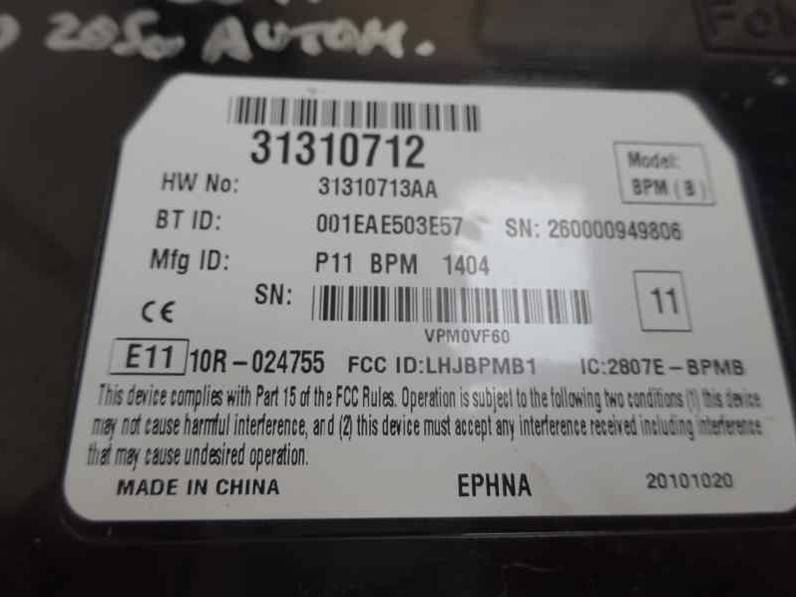 2050 AUTOM.
31310712
Model:
BPM ( B )
HW No: 31310713AA
BT ID: 001EAE503E57 SN: 260000949806
Mfg ID: P11 BPM 1404
SN:
11
VPM0VF60
CE
E11 10R-024755 FCC ID:LHJBPMB1 IC:2807E-BPMB
This device complies with Part 15 of the FCC Rules. Operation is subject to the following two conditions (1) this device
may not cause harmful interference, and (2) this device must accept any interference received including interference
that may cause undesired operation.
MADE IN CHINA EPHNA 20101020